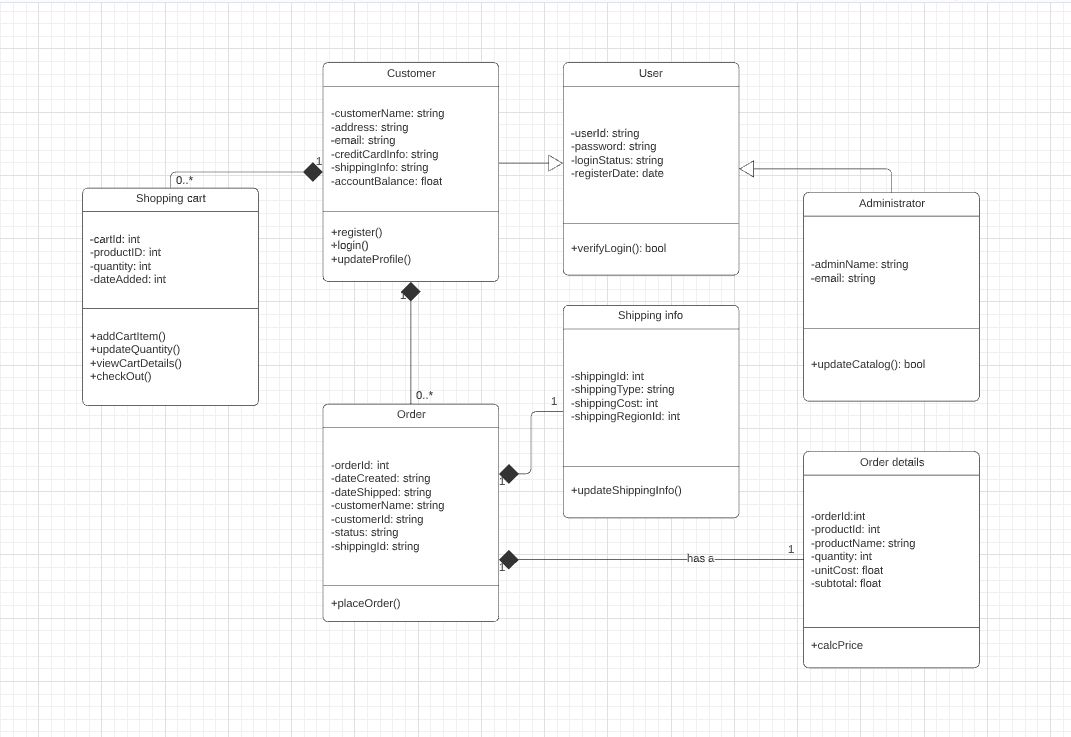 Customer
-customerName: string
-address: string
-email: string
-creditCardInfo: string
-shippingInfo: string
-accountBalance: float
+register()
+login()
+updateProfile()
User
-userId: string
-password: string
-loginStatus: string
-registerDate: date
+verifyLogin(): bool
1
0..*
Shopping cart
-cartId: int
-productID: int
-quantity: int
-dateAdded: int
+addCartItem()
+updateQuantity()
+viewCartDetails()
+checkOut()
Administrator
-adminName: string
-email: string
+updateCatalog(): bool
1
0..*
Shipping info
-shippingId: int
-shippingType: string
-shippingCost: int
-shippingRegionId: int
+updateShippingInfo()
Order
-orderId: int
-dateCreated: string
-dateShipped: string
-customerName: string
-customerId: string
-status: string
-shippingId: string
+placeOrder()
1
1
1
has a
1
Order details
-orderId:int
-productId: int
-productName: string
-quantity: int
-unitCost: float
-subtotal: float
+calcPrice